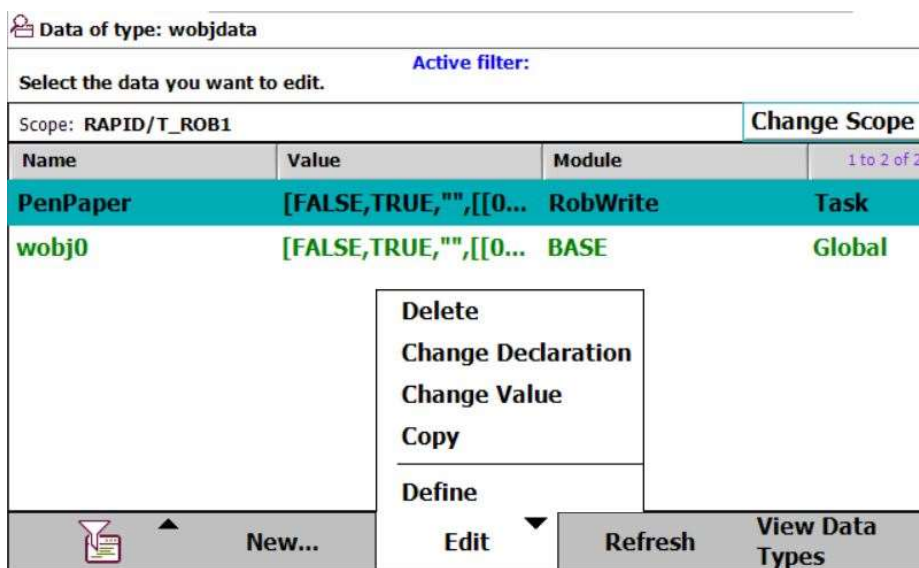 Data of type: wobjdata
Active filter:
Select the data you want to edit.
Scope: RAPID/T_ROB1 Change Scope
Name Value Module 1 to 2 of 2
PenPaper [FALSE,TRUE,"",[[0... RobWrite Task
wobj0 [FALSE,TRUE,"",[[0... BASE Global
Delete
Change Declaration
Change Value
Copy
Define
New... Edit Refresh View Data
Types